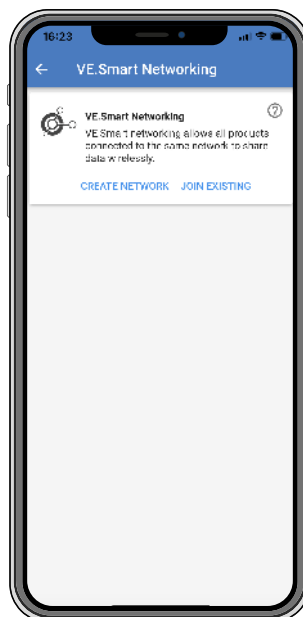 16:23
VE.Smart Networking
VE.Smart Networking
VE.Smart networking allows all products
connected to the same network to share
data wirelessly.
CREATE NETWORK JOIN EXISTING